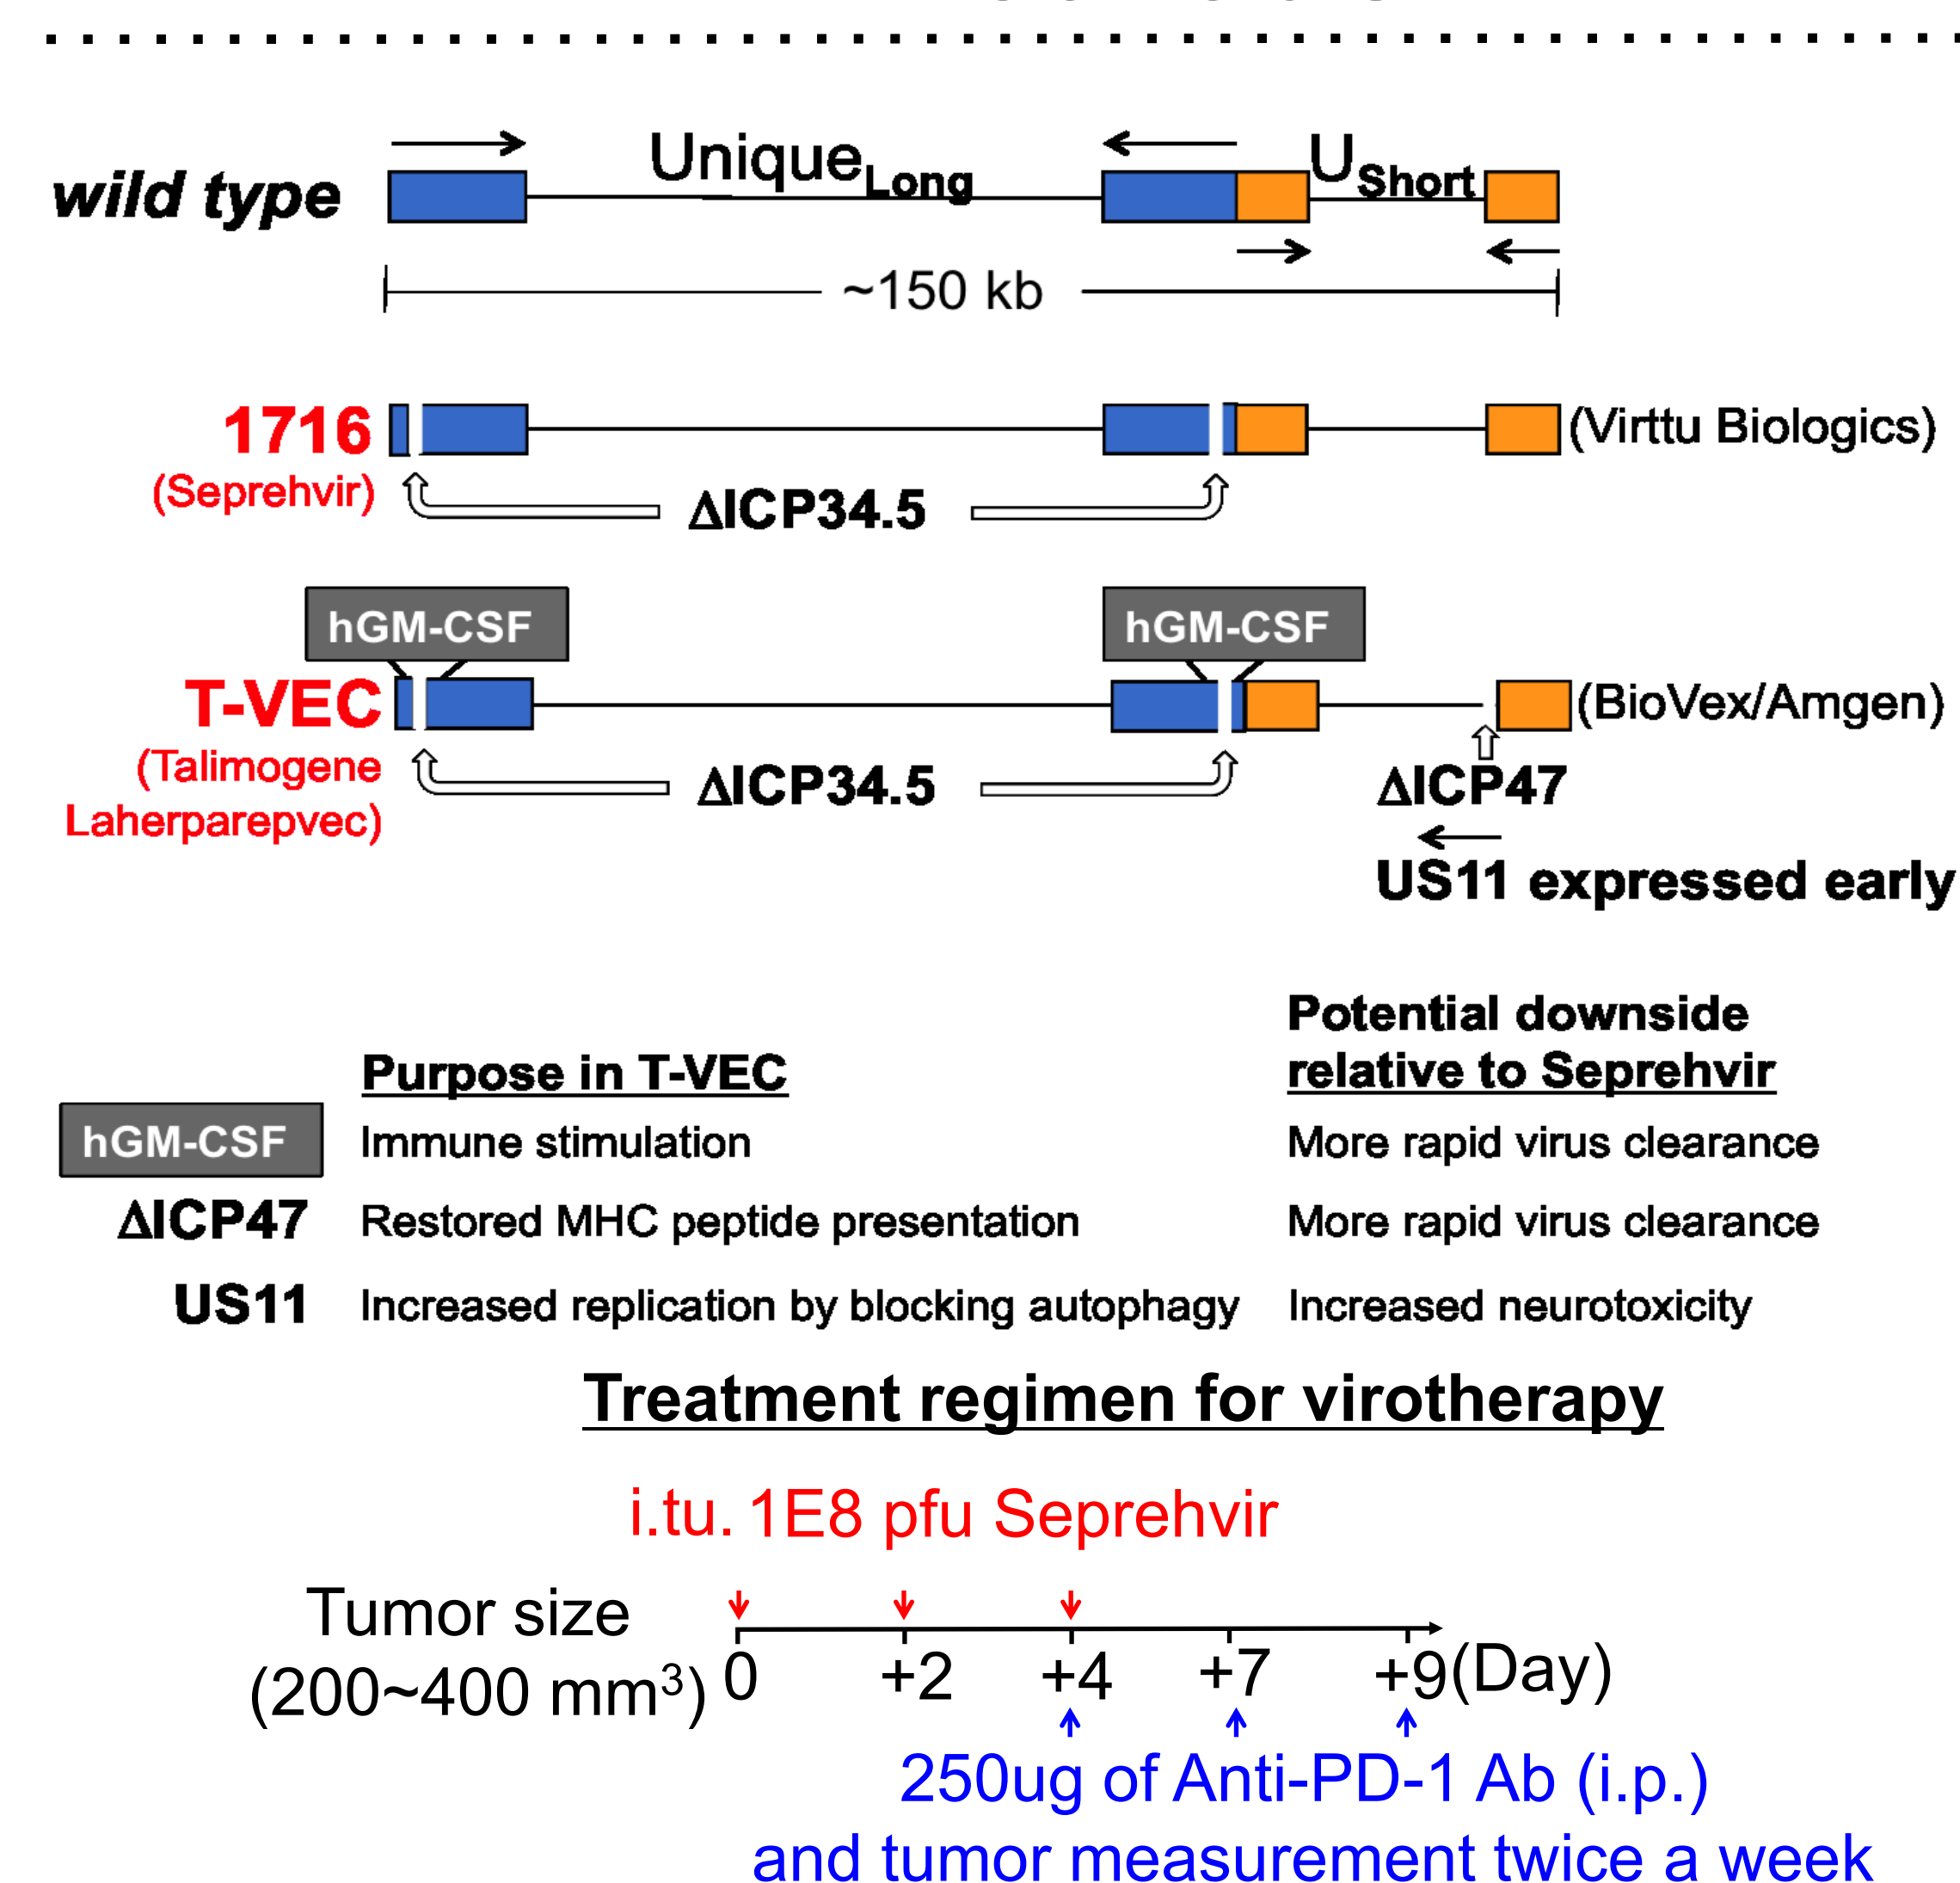 wild type
Unique Long
U Short
~150 kb
1716
(Seprehvir)
(Virttu Biologics)
ΔICP34.5
hGM-CSF
hGM-CSF
T-VEC
(Talimogene
Laherparepvec)
(BioVex/Amgen)
ΔICP34.5
ΔICP47
US11 expressed early
Purpose in T-VEC
Potential downside
relative to Seprehvir
hGM-CSF Immune stimulation More rapid virus clearance
ΔICP47 Restored MHC peptide presentation More rapid virus clearance
US11 Increased replication by blocking autophagy Increased neurotoxicity
Treatment regimen for virotherapy
i.tu. 1E8 pfu Seprehvir
Tumor size
(200~400 mm³)
0 +2 +4 +7 +9 (Day)
250ug of Anti-PD-1 Ab (i.p.)
and tumor measurement twice a week